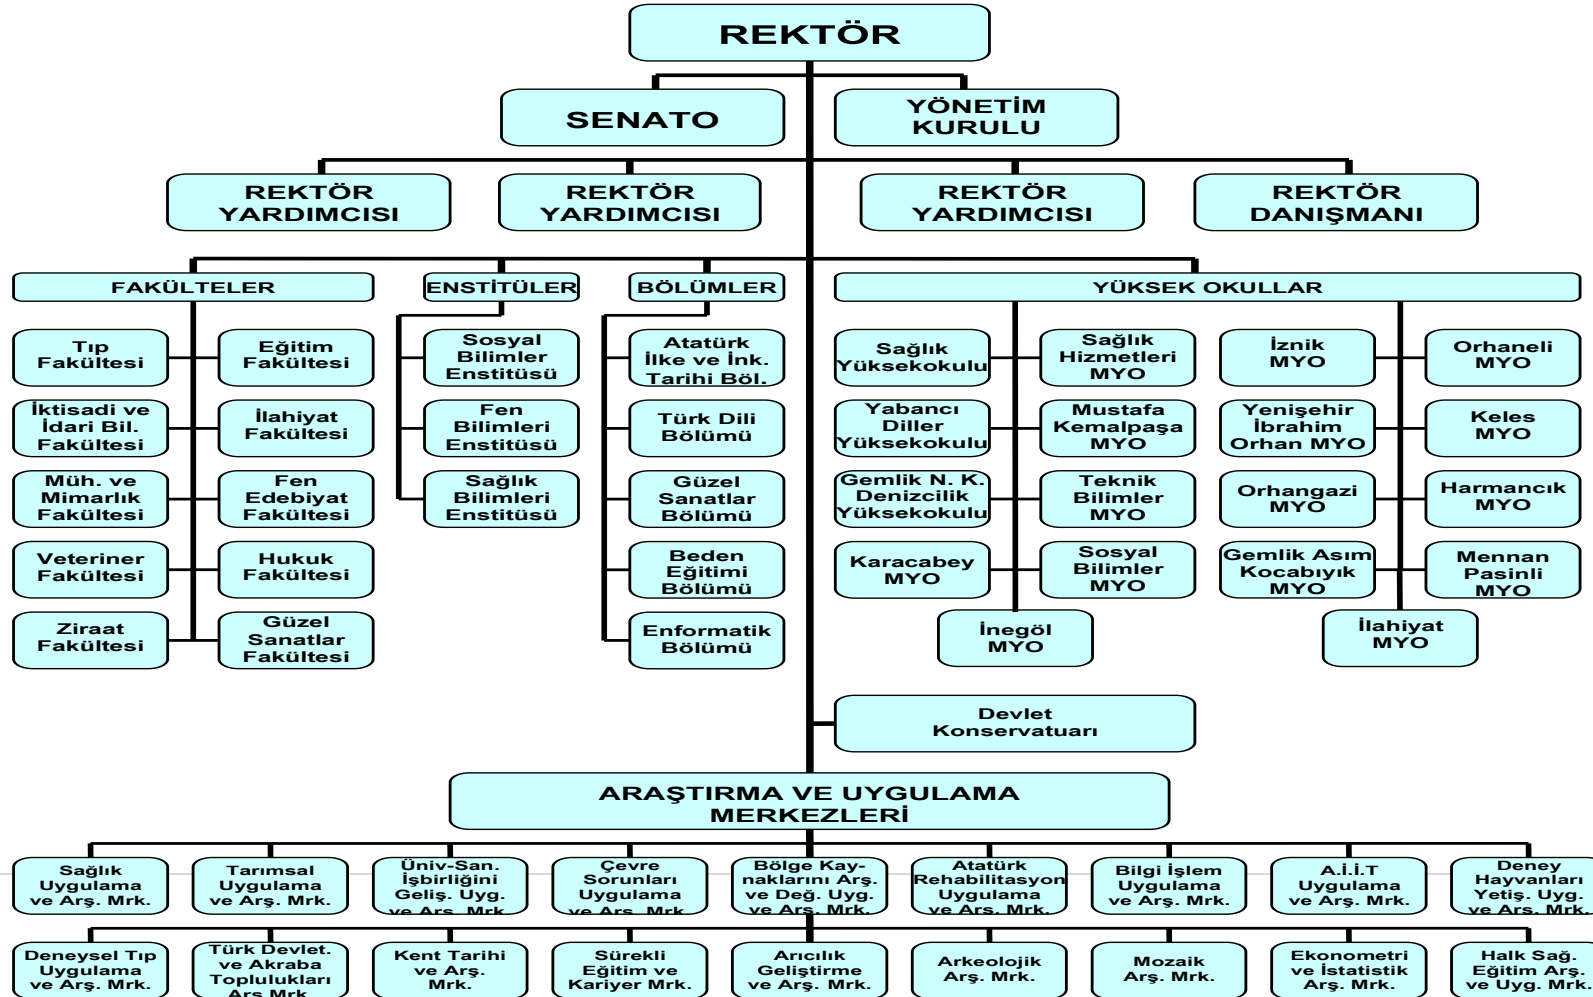 REKTÖR
SENATO
YÖNETİM
KURULU
REKTÖR
YARDIMCISI
REKTÖR
YARDIMCISI
REKTÖR
YARDIMCISI
REKTÖR
DANIŞMANI
FAKÜLTELER
ENSTİTÜLER
BÖLÜMLER
YÜKSEK OKULLAR
Tıp
Fakültesi
Eğitim
Fakültesi
Sosyal
Bilimler
Enstitüsü
Atatürk
İlke ve İnk.
Tarihi Böl.
Sağlık
Yüksekokulu
Sağlık
Hizmetleri
MYO
İznik
MYO
Orhaneli
MYO
İktisadi ve
İdari Bil.
Fakültesi
İlahiyat
Fakültesi
Fen
Bilimleri
Enstitüsü
Türk Dili
Bölümü
Yabancı
Diller
Yüksekokulu
Mustafa
Kemalpaşa
MYO
Yenişehir
İbrahim
Orhan MYO
Keles
MYO
Müh. ve
Mimarlık
Fakültesi
Fen
Edebiyat
Fakültesi
Sağlık
Bilimleri
Enstitüsü
Güzel
Sanatlar
Bölümü
Gemlik N. K.
Denizcilik
Yüksekokulu
Teknik
Bilimler
MYO
Orhangazi
MYO
Harmancık
MYO
Veteriner
Fakültesi
Hukuk
Fakültesi
Beden
Eğitimi
Bölümü
Karacabey
MYO
Sosyal
Bilimler
MYO
Gemlik Asım
Kocabıyık
MYO
Mennan
Pasinli
MYO
Ziraat
Fakültesi
Güzel
Sanatlar
Fakültesi
Enformatik
Bölümü
İnegöl
MYO
İlahiyat
MYO
Devlet
Konservatuarı
ARAŞTIRMA VE UYGULAMA
MERKEZLERİ
Sağlık
Uygulama
ve Arş. Mrk.
Tarımsal
Uygulama
ve Arş. Mrk.
Üniv-San.
İşbirliğini
Geliş. Uyg.
ve Arş. Mrk.
Çevre
Sorunları
Uygulama
ve Arş. Mrk.
Bölge Kay-
naklarını Arş.
ve Değ. Uyg.
ve Arş. Mrk.
Atatürk
Rehabilitasyon
Uygulama
ve Arş. Mrk.
Bilgi İşlem
Uygulama
ve Arş. Mrk.
A.İ.İ.T
Uygulama
ve Arş. Mrk.
Deney
Hayvanları
Yetiş. Uyg.
ve Arş. Mrk.
Deneysel Tıp
Uygulama
ve Arş. Mrk.
Türk Devlet.
ve Akraba
Toplulukları
Arş Mrk.
Kent Tarihi
ve Arş.
Mrk.
Sürekli
Eğitim ve
Kariyer Mrk.
Arıcılık
Geliştirme
ve Arş. Mrk.
Arkeolojik
Arş. Mrk.
Mozaik
Arş. Mrk.
Ekonometri
ve İstatistik
Arş. Mrk.
Halk Sağ.
Eğitim Arş.
ve Uyg. Mrk.